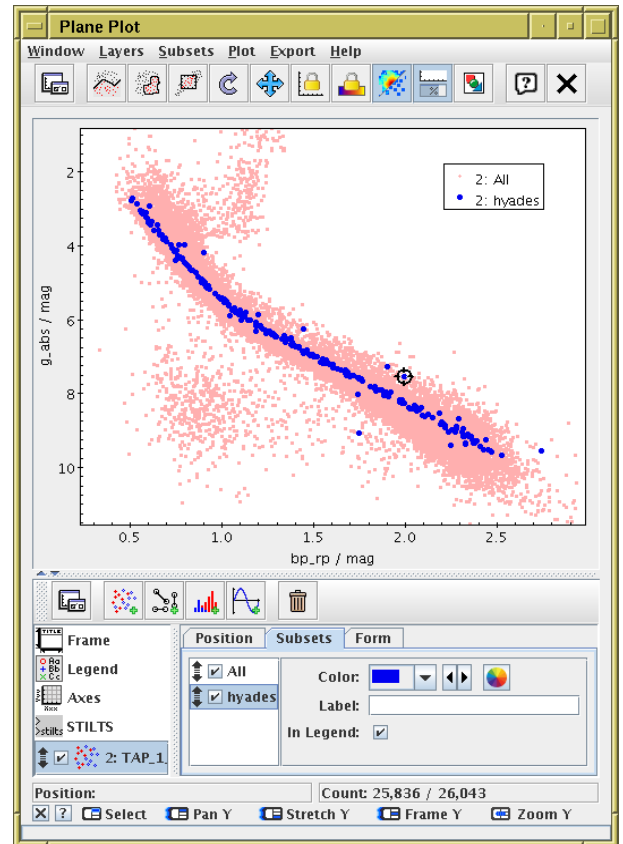 Plane Plot
Window Layers Subsets Plot Export Help
2: All
2: hyades
2
4
6
8
10
g_abs / mag
0.5 1.0 1.5 2.0 2.5
bp_rp / mag
Frame
Legend
Axes
STILTS
2: TAP_1_
Position Subsets Form
All
hyades
Color:
Label:
In Legend:
Position:
Count: 25,836 / 26,043
Select Pan Y Stretch Y Frame Y Zoom Y